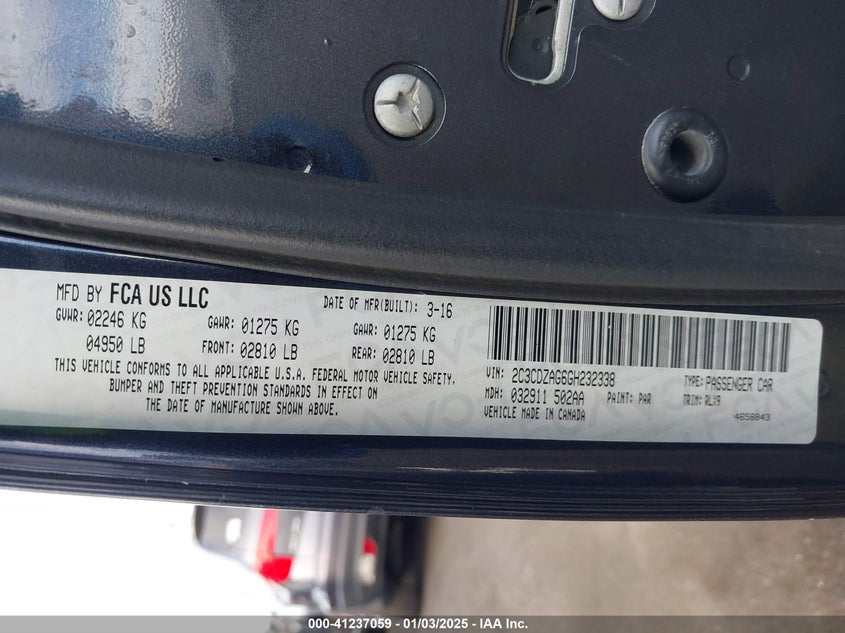 MFD BY FCA US LLC DATE OF MFR(BUILT): 3-16
GVWR: 02246 KG GAWR: 01275 KG GAWR: 01275 KG
04950 LB FRONT: 02810 LB REAR: 02810 LB
THIS VEHICLE CONFORMS TO ALL APPLICABLE U.S.A. FEDERAL MOTOR VEHICLE SAFETY,
BUMPER AND THEFT PREVENTION STANDARDS IN EFFECT ON
THE DATE OF MANUFACTURE SHOWN ABOVE.
VIN: 2C3CDZAG6GH232338 TYPE: PASSENGER CAR
MDH: 032911 502AA PAINT: PAR TRIM: RLX9
VEHICLE MADE IN CANADA 4658843
000-41237059 - 01/03/2025 - IAA Inc.